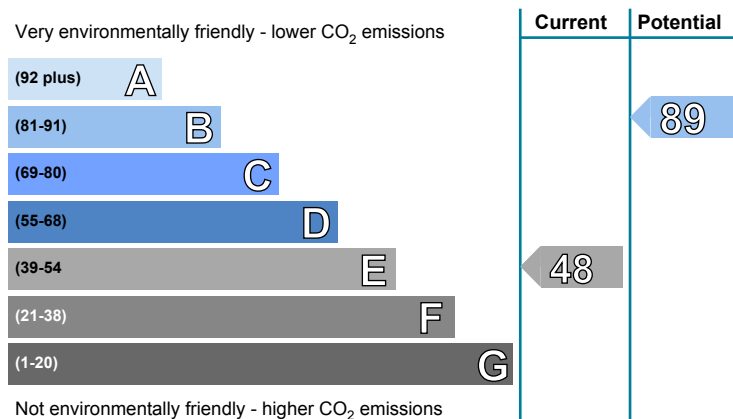 Very environmentally friendly - lower CO₂ emissions
Current
Potential
(92 plus) A
(81-91) B
89
(69-80) C
(55-68) D
(39-54 E
48
(21-38) F
(1-20) G
Not environmentally friendly - higher CO₂ emissions